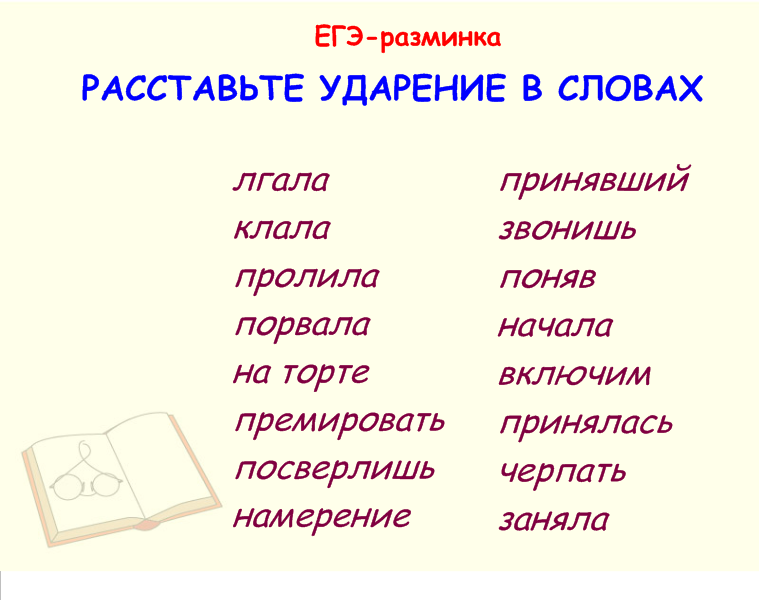 ЕГЭ-разминка
РАССТАВЬТЕ УДАРЕНИЕ В СЛОВАХ
лгала
клала
пролила
порвала
на торте
премировать
посверлишь
намерение
принявший
звонишь
поняв
начала
включим
принялась
черпать
заняла